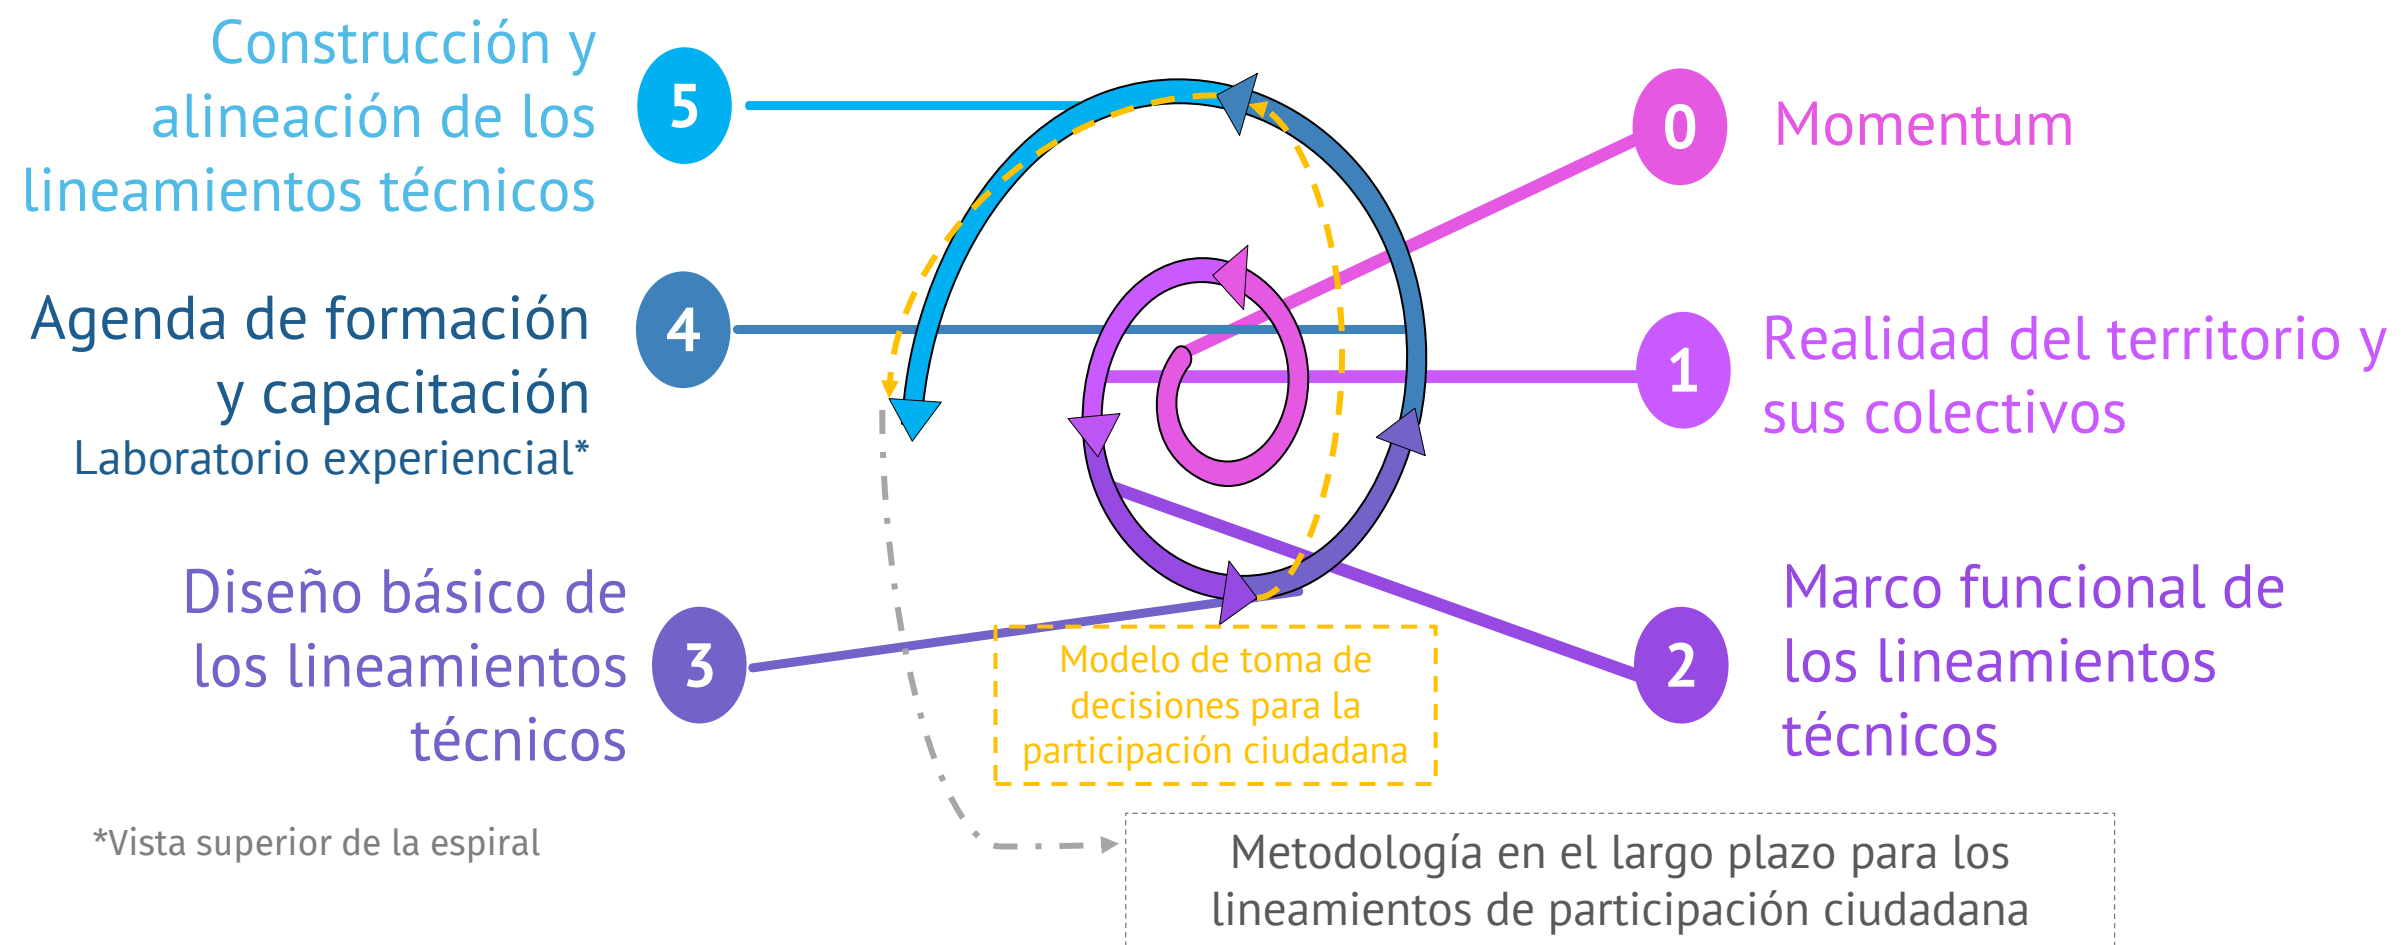 Construcción y
alineación de los
lineamientos técnicos
5
0
Momentum
Agenda de formación
y capacitación
Laboratorio experiencial*
4
1
Realidad del territorio y
sus colectivos
Diseño básico de
los lineamientos
técnicos
3
Modelo de toma de
decisiones para la
participación ciudadana
2
Marco funcional de
los lineamientos
técnicos
*Vista superior de la espiral
Metodología en el largo plazo para los
lineamientos de participación ciudadana